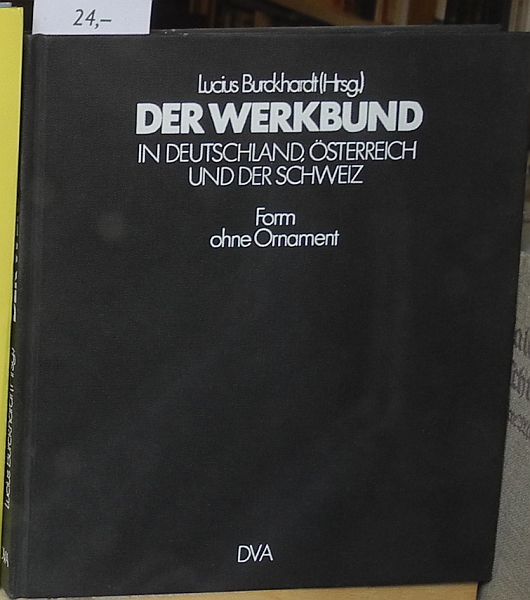 24,–
Lucius Burckhardt (Hrsg.)
DER WERKBUND
IN DEUTSCHLAND, ÖSTERREICH
UND DER SCHWEIZ
Form
ohne Ornament
DVA